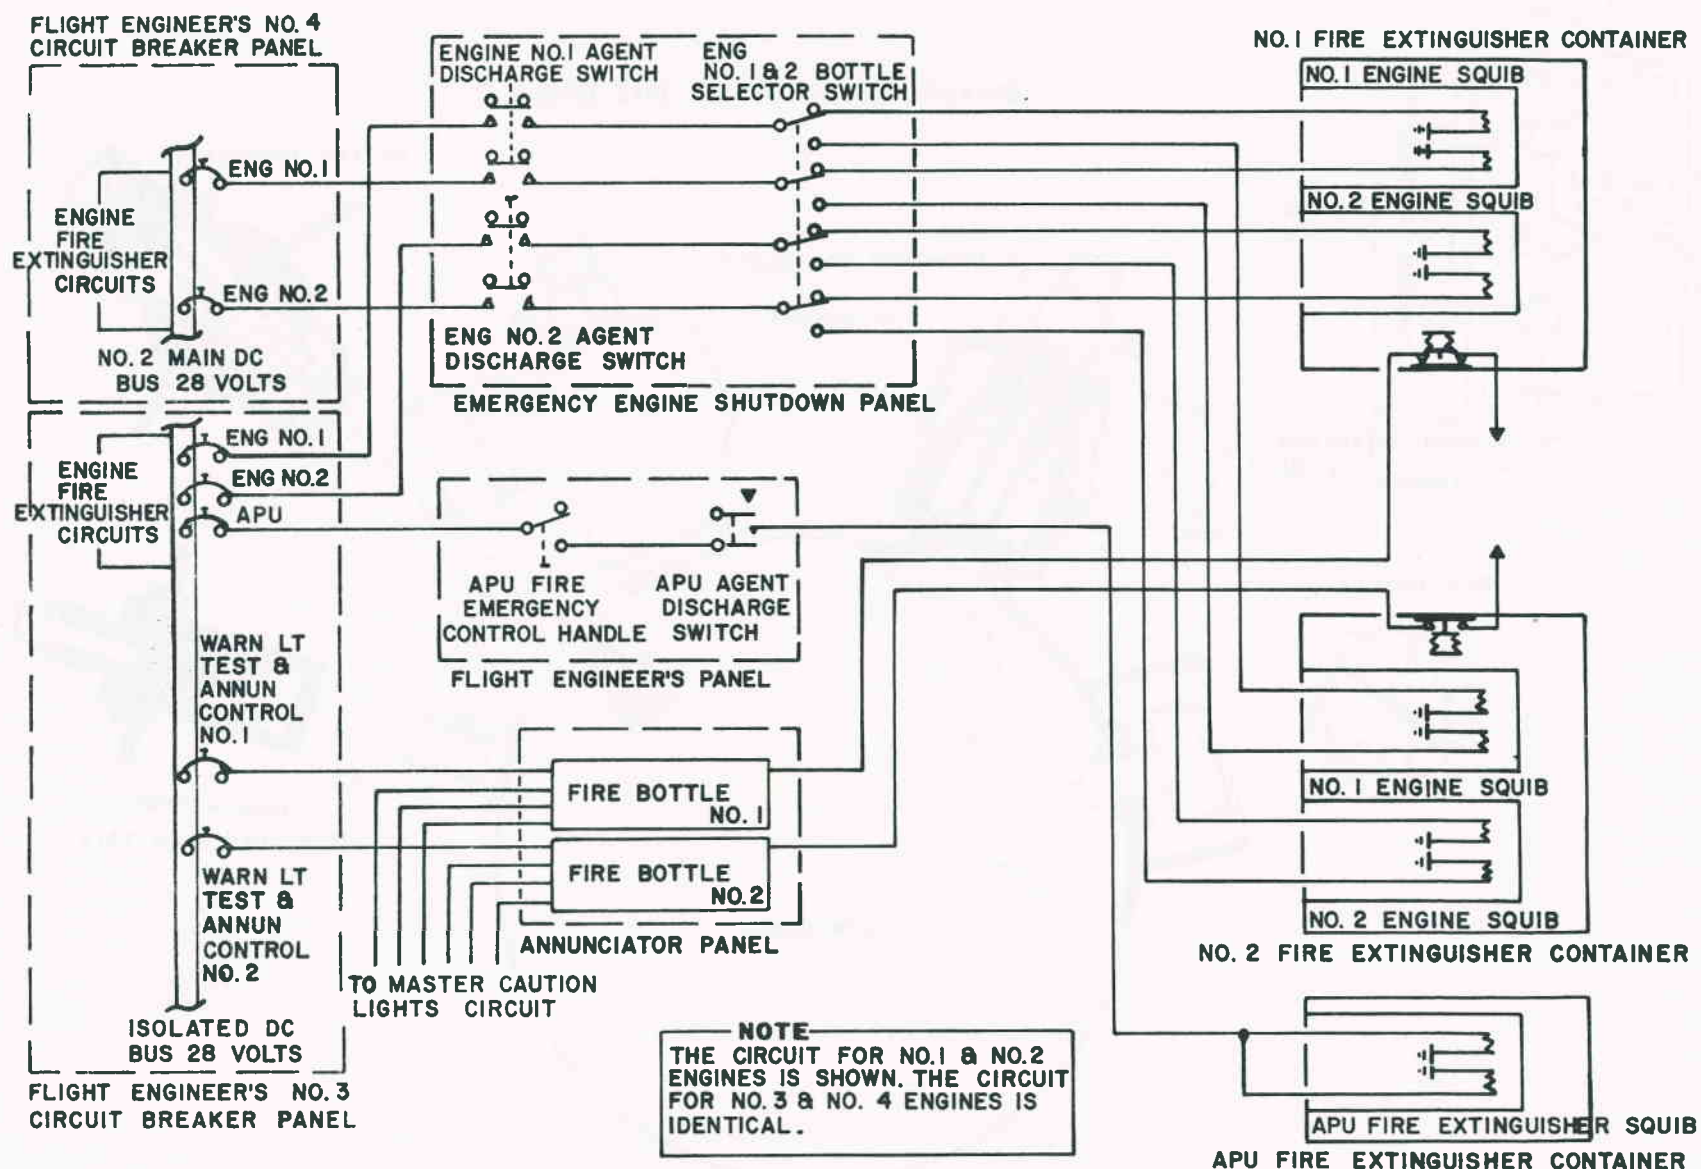 FLIGHT ENGINEER'S NO. 4
CIRCUIT BREAKER PANEL
ENG NO. 1
ENGINE
FIRE
EXTINGUISHER
CIRCUITS
ENG NO. 2
NO. 2 MAIN DC
BUS 28 VOLTS
ENGINE NO. 1 AGENT
DISCHARGE SWITCH
ENG
NO. 1 & 2 BOTTLE
SELECTOR SWITCH
ENG NO. 2 AGENT
DISCHARGE SWITCH
EMERGENCY ENGINE SHUTDOWN PANEL
NO. 1 FIRE EXTINGUISHER CONTAINER
NO. 1 ENGINE SQUIB
NO. 2 ENGINE SQUIB
ENG NO. 1
ENGINE
FIRE
EXTINGUISHER
CIRCUITS
ENG NO. 2
APU
APU FIRE
EMERGENCY
CONTROL HANDLE
APU AGENT
DISCHARGE
SWITCH
FLIGHT ENGINEER'S PANEL
WARN LT
TEST &
ANNUN
CONTROL
NO. 1
WARN LT
TEST &
ANNUN
CONTROL
NO. 2
ISOLATED DC
BUS 28 VOLTS
FLIGHT ENGINEER'S NO. 3
CIRCUIT BREAKER PANEL
FIRE BOTTLE
NO. 1
FIRE BOTTLE
NO. 2
ANNUNCIATOR PANEL
TO MASTER CAUTION
LIGHTS CIRCUIT
NO. 1 ENGINE SQUIB
NO. 2 ENGINE SQUIB
NO. 2 FIRE EXTINGUISHER CONTAINER
NOTE
THE CIRCUIT FOR NO. 1 & NO. 2
ENGINES IS SHOWN. THE CIRCUIT
FOR NO. 3 & NO. 4 ENGINES IS
IDENTICAL.
APU FIRE EXTINGUISHER SQUIB
APU FIRE EXTINGUISHER CONTAINER